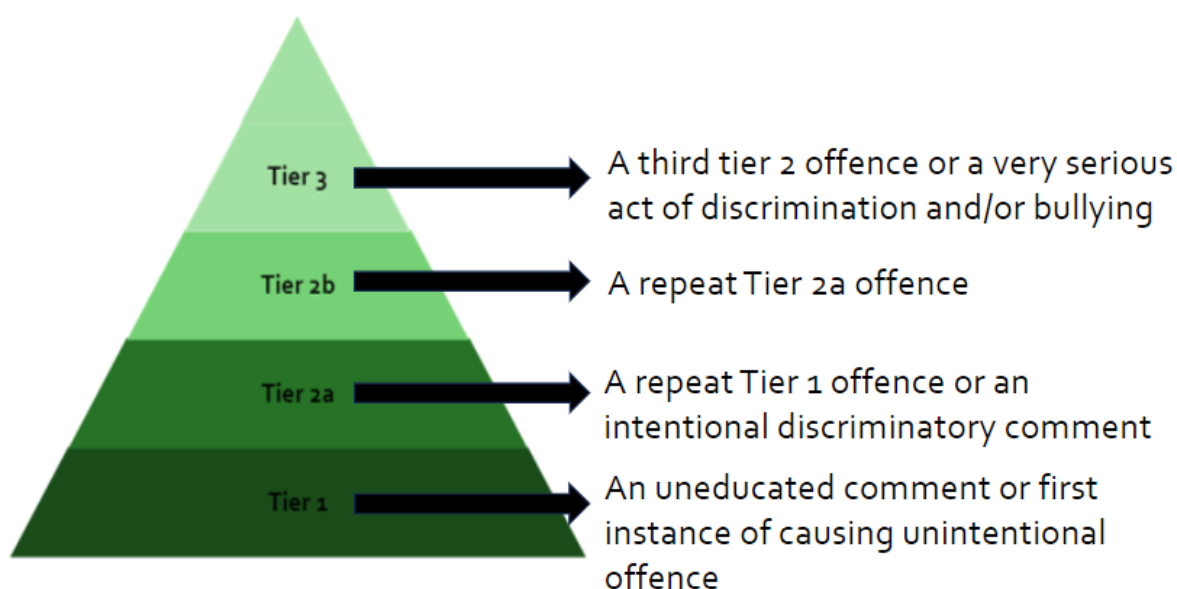 Tier 3
A third tier 2 offence or a very serious
act of discrimination and/or bullying
Tier 2b
A repeat Tier 2a offence
Tier 2a
A repeat Tier 1 offence or an
intentional discriminatory comment
Tier 1
An uneducated comment or first
instance of causing unintentional
offence